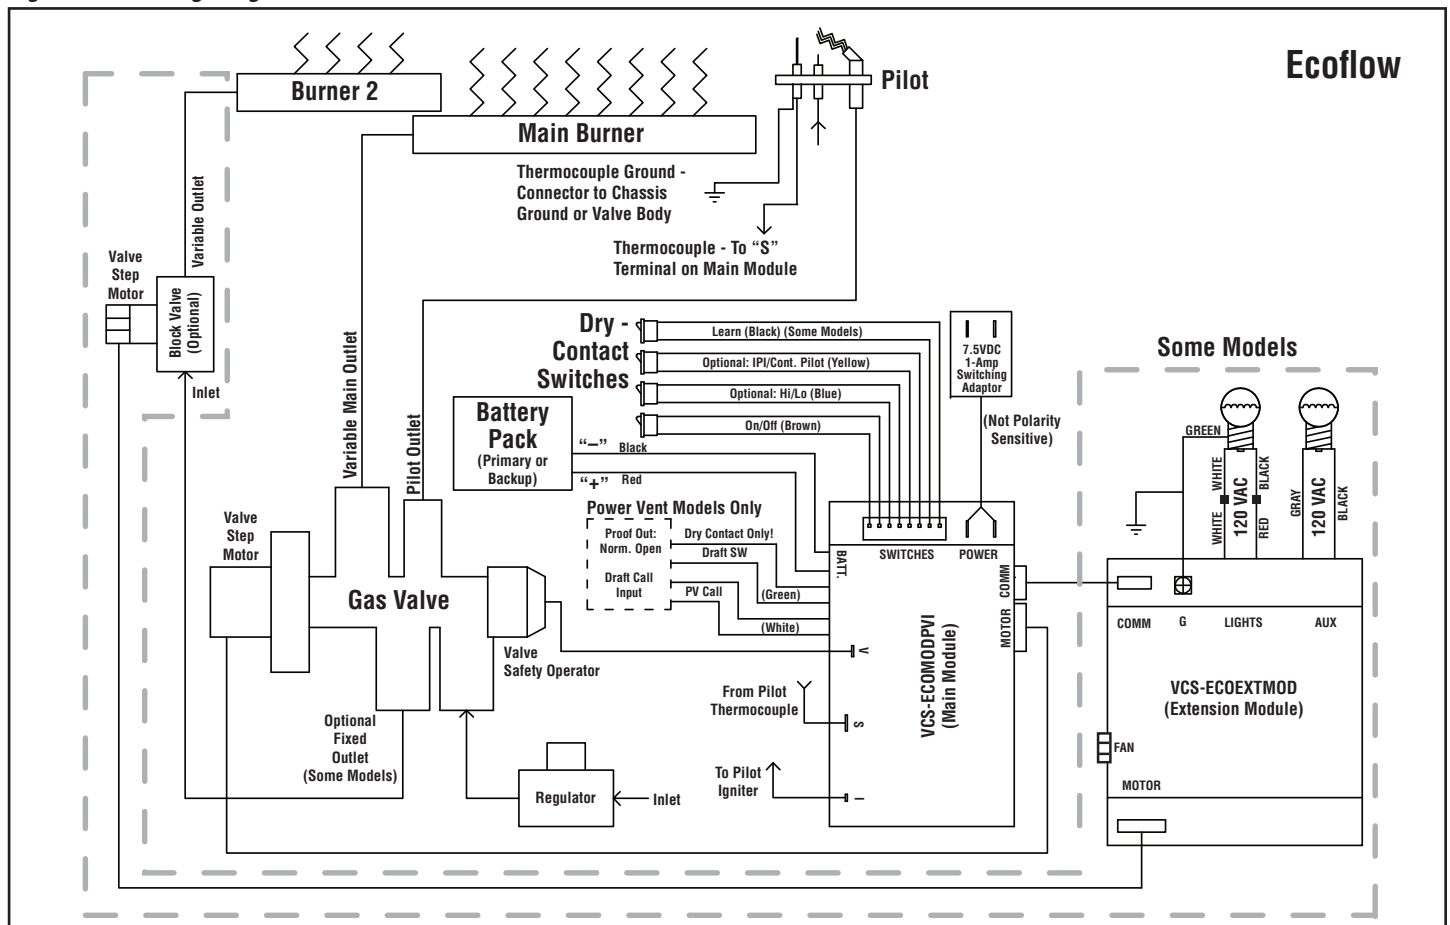 Ecoflow
Burner 2
Main Burner
Pilot
Thermocouple Ground -
Connector to Chassis
Ground or Valve Body
Thermocouple - To “S”
Terminal on Main Module
Variable Outlet
Valve
Step
Motor
Block Valve
(Optional)
Inlet
Variable Main Outlet
Pilot Outlet
Dry -
Contact
Switches
Learn (Black) (Some Models)
Optional: IPI/Cont. Pilot (Yellow)
Optional: Hi/Lo (Blue)
On/Off (Brown)
7.5VDC
1-Amp
Switching
Adaptor
(Not Polarity
Sensitive)
Battery
Pack
(Primary or
Backup)
“–” Black
“+” Red
Power Vent Models Only
Proof Out:
Norm. Open
Draft Call
Input
Dry Contact Only!
Draft SW
(Green)
PV Call
(White)
BATT.
SWITCHES
POWER
COMM
MOTOR
V
S
I
VCS-ECOMODPVI
(Main Module)
Valve
Step
Motor
Gas Valve
Valve
Safety Operator
Optional
Fixed
Outlet
(Some Models)
Regulator
Inlet
From Pilot
Thermocouple
To Pilot
Igniter
Some Models
GREEN
WHITE
WHITE
120 VAC
BLACK
RED
GRAY
120 VAC
BLACK
COMM
G
LIGHTS
AUX
VCS-ECOEXTMOD
(Extension Module)
FAN
MOTOR